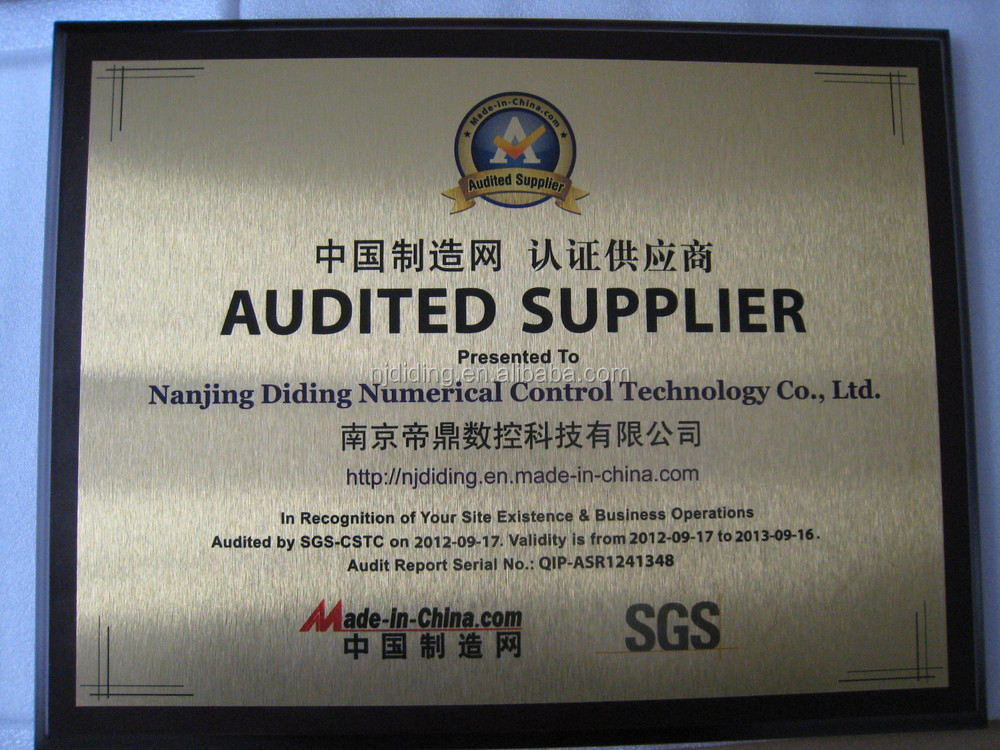 Made-in-China.com
Audited Supplier
中国制造网 认证供应商
AUDITED SUPPLIER
Presented To
njdiding.en.alibaba.com
Nanjing Diding Numerical Control Technology Co., Ltd.
南京帝鼎数控科技有限公司
http://njdiding.en.made-in-china.com
In Recognition of Your Site Existence & Business Operations
Audited by SGS-CSTC on 2012-09-17. Validity is from 2012-09-17 to 2013-09-16.
Audit Report Serial No.: QIP-ASR1241348
Made-in-China.com
中国制造网
SGS